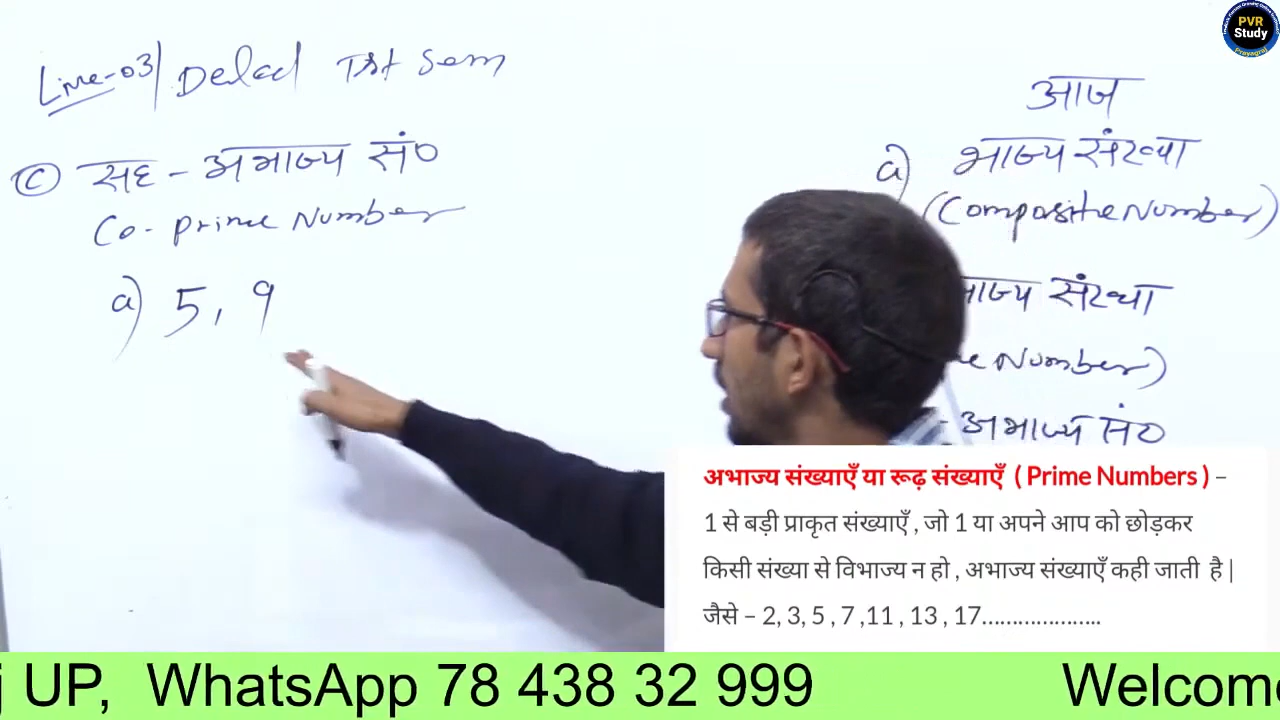 Live-03| Deled Ist Sem
(C) सह - अभाज्य सं०
Co-prime Number
a) 5, 9
आज
a) भाज्य संख्या
(Composite Number)
भाज्य संख्या
Number)
- अभाज्य सं०
अभाज्य संख्याएँ या रूढ़ संख्याएँ ( Prime Numbers ) –
1 से बड़ी प्राकृत संख्याएँ , जो 1 या अपने आप को छोड़कर
किसी संख्या से विभाज्य न हो , अभाज्य संख्याएँ कही जाती है |
जैसे – 2, 3, 5 , 7 ,11 , 13 , 17………………..
j UP, WhatsApp 78 438 32 999 Welcome
PVR
Study
Prayagraj